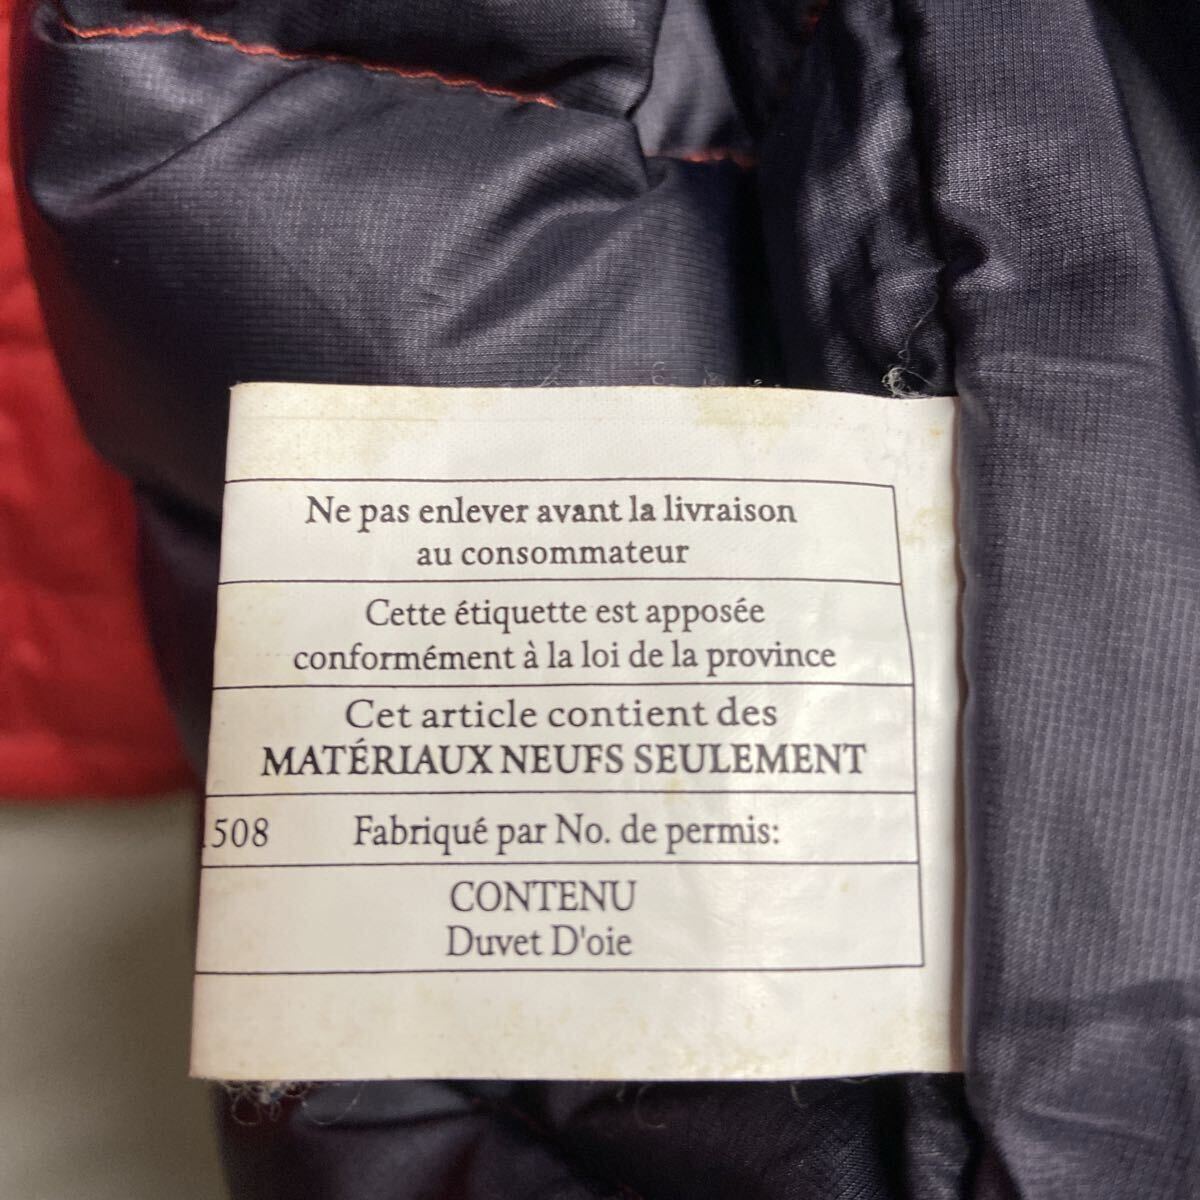 Ne pas enlever avant la livraison
au consommateur
Cette étiquette est apposée
conformément à la loi de la province
Cet article contient des
MATÉRIAUX NEUFS SEULEMENT
508 Fabriqué par No. de permis:
CONTENU
Duvet D'oie